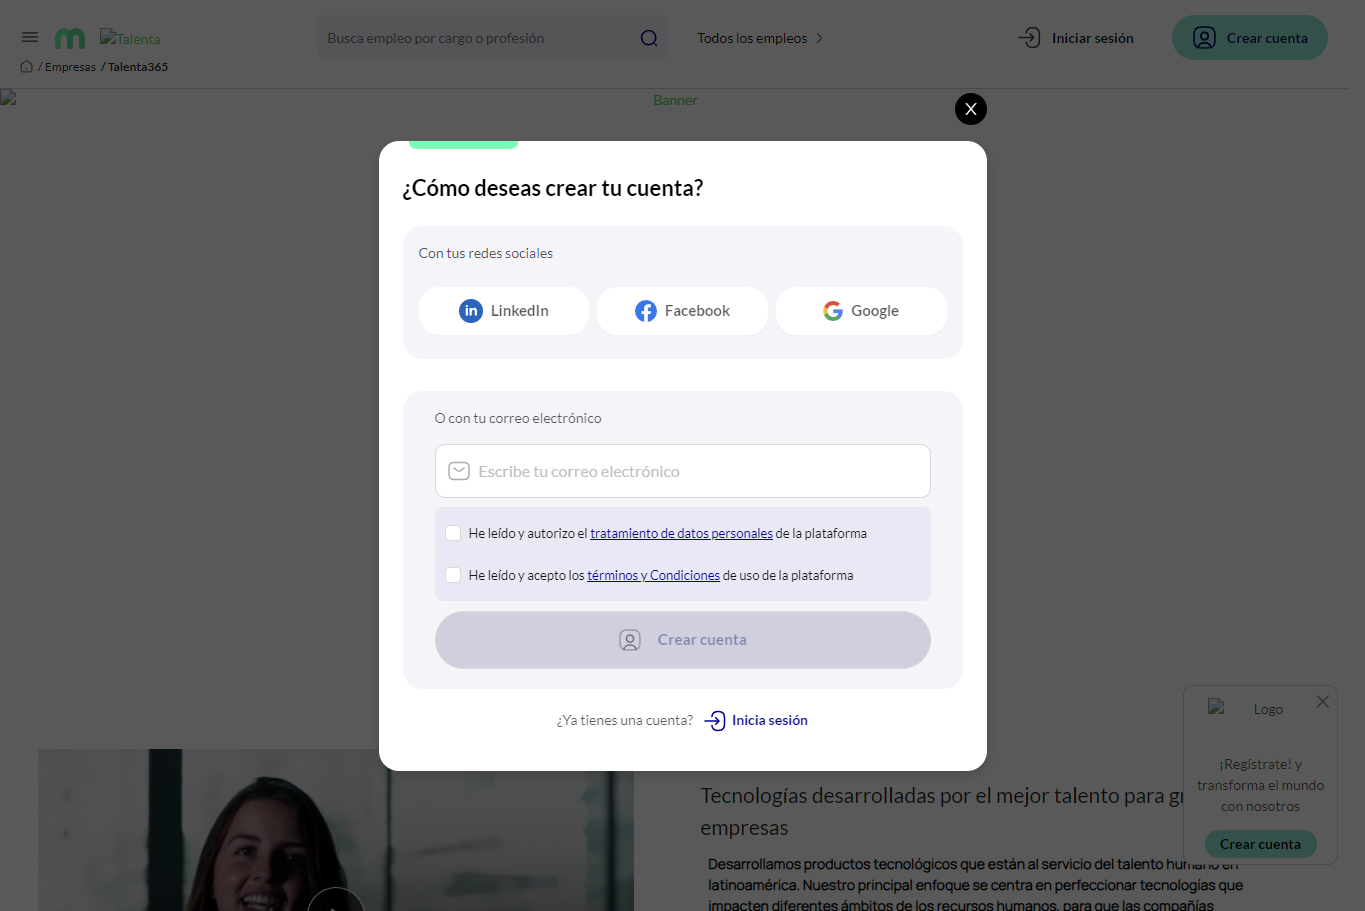 Talenta
Busca empleo por cargo o profesión
Todos los empleos
Iniciar sesión
Crear cuenta
/ Empresas / Talenta365
Banner
X
¿Cómo deseas crear tu cuenta?
Con tus redes sociales
LinkedIn
Facebook
Google
O con tu correo electrónico
Escribe tu correo electrónico
He leído y autorizo el tratamiento de datos personales de la plataforma
He leído y acepto los términos y Condiciones de uso de la plataforma
Crear cuenta
¿Ya tienes una cuenta? Inicia sesión
Logo
¡Regístrate! y
transforma el mundo
con nosotros
Crear cuenta
Tecnologías desarrolladas por el mejor talento para
empresas
Desarrollamos productos tecnológicos que están al servicio del talento humano en
latinoamérica. Nuestro principal enfoque se centra en perfeccionar tecnologías que
impacten diferentes ámbitos de los recursos humanos, para que las compañías